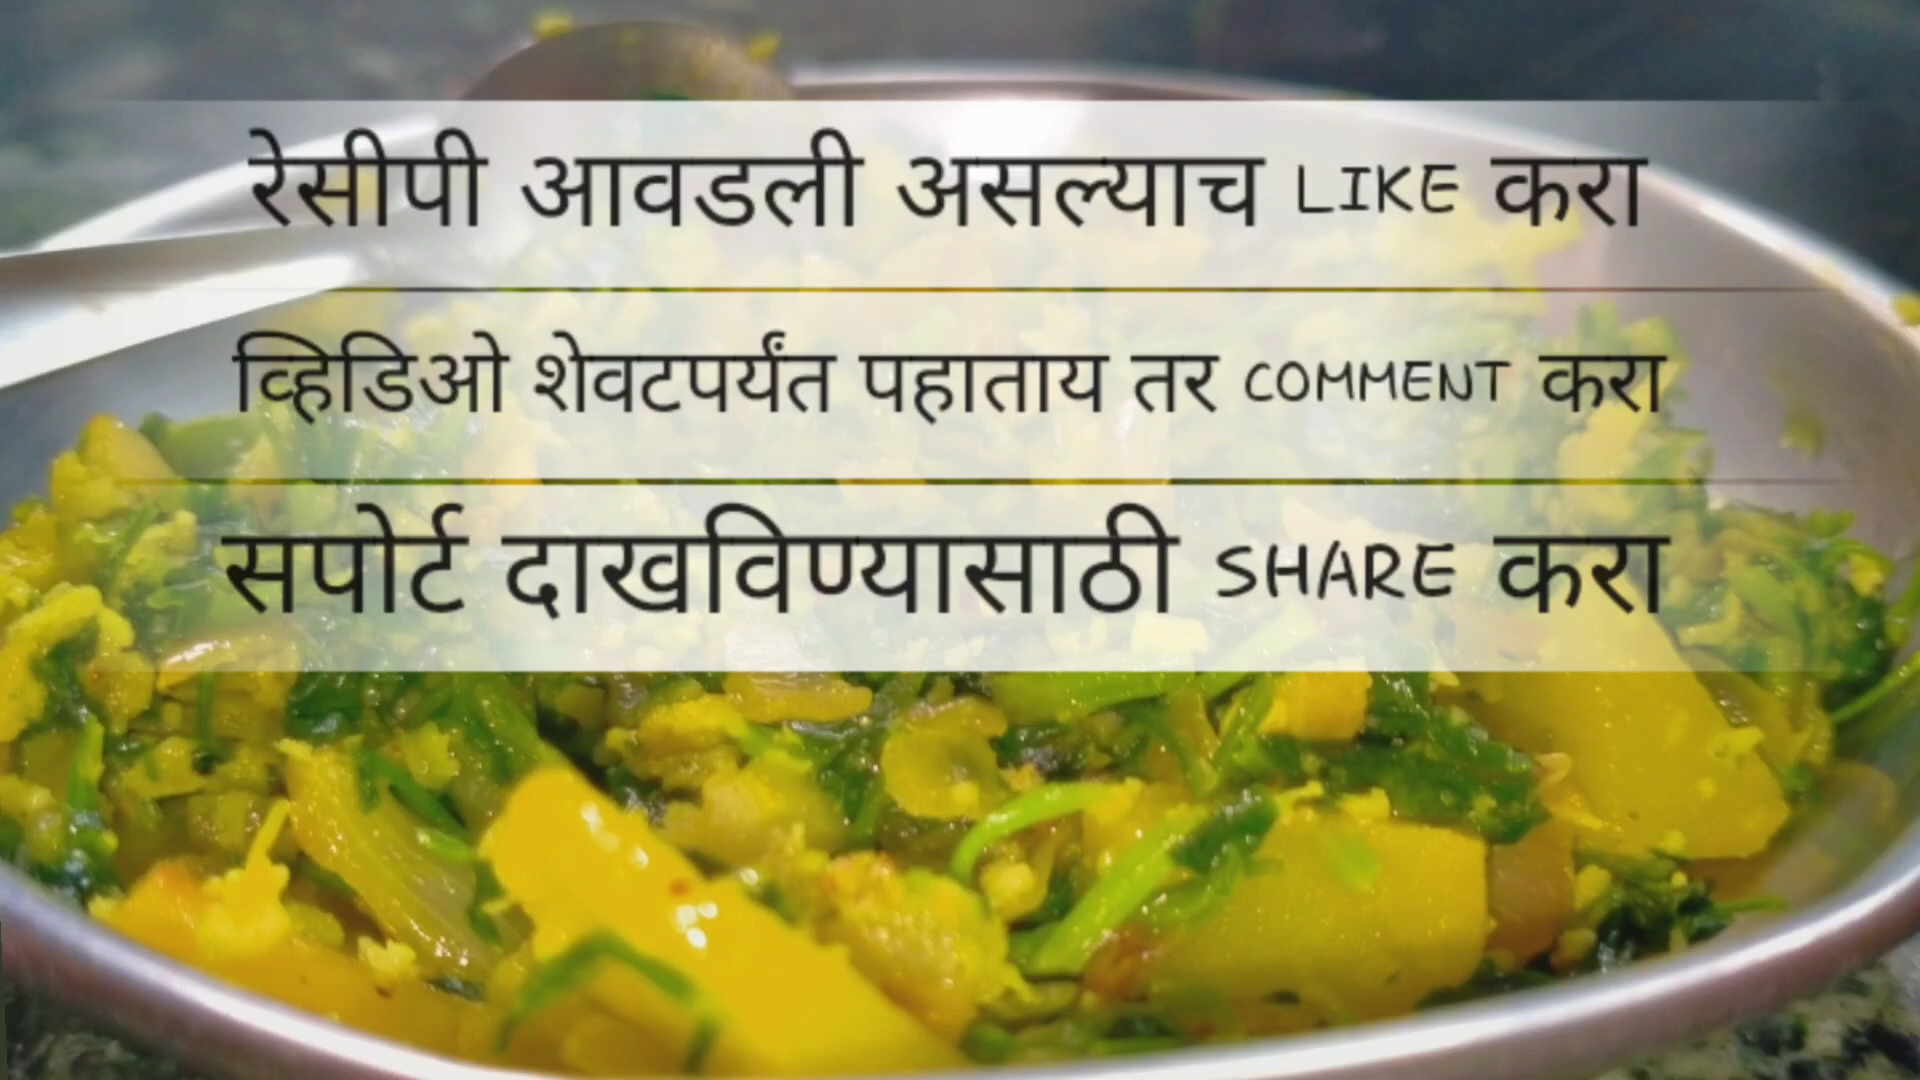 रेसीपी आवडली असल्याच LIKE करा
व्हिडिओ शेवटपर्यंत पहाताय तर COMMENT करा
सपोर्ट दाखविण्यासाठी SHARE करा